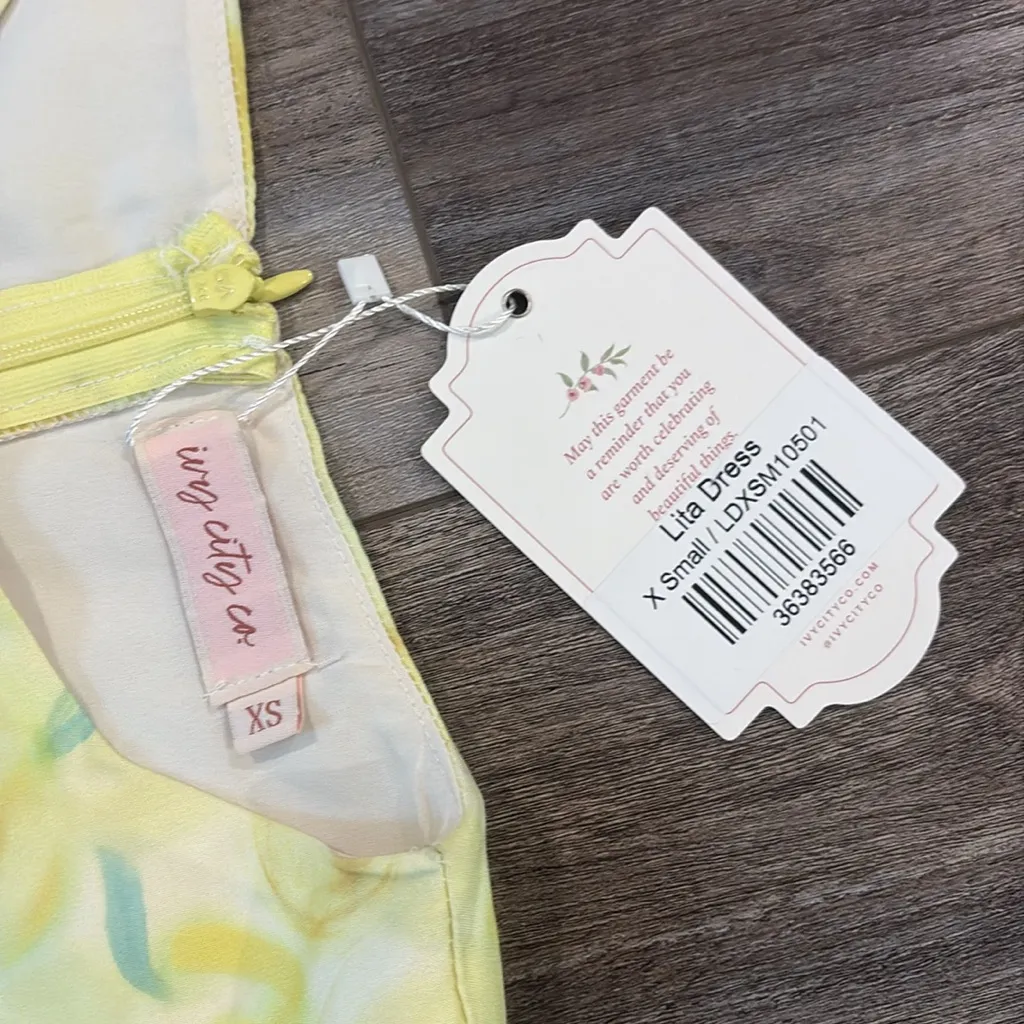 ivy city co.
XS
May this garment be
a reminder that you
are worth celebrating
and deserving of
beautiful things.
Lita Dress
X Small / LDXSM10501
36383566
IVYCITYCO.COM
@IVYCITYCO